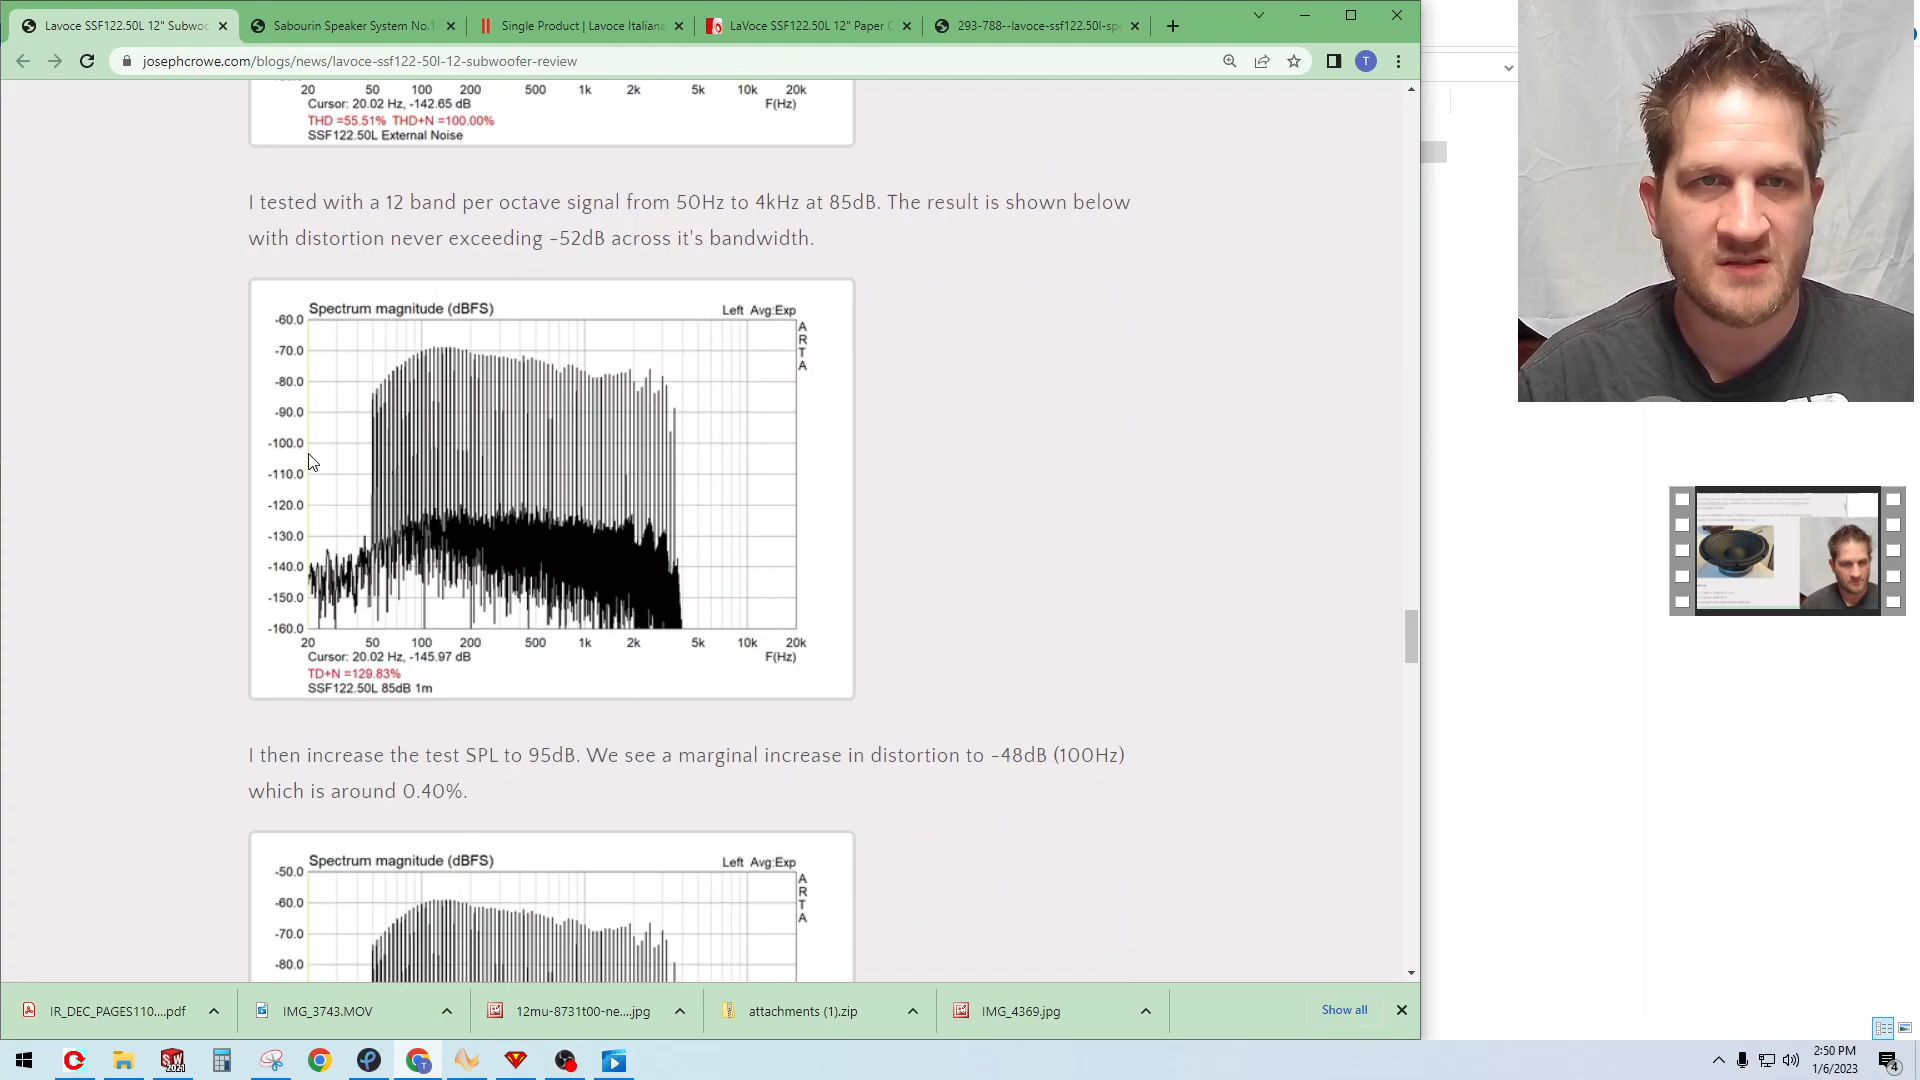 Lavoce SSF122.50L 12" Subwoo
Sabourin Speaker System No.1
Single Product | Lavoce Italiana
LaVoce SSF122.50L 12" Paper C
293-788--lavoce-ssf122.50l-spe
josephcrowe.com/blogs/news/lavoce-ssf122-50l-12-subwoofer-review
T
20 50 100 200 500 1k 2k 5k 10k 20k
Cursor: 20.02 Hz, -142.65 dB F(Hz)
THD =55.51% THD+N =100.00%
SSF122.50L External Noise
I tested with a 12 band per octave signal from 50Hz to 4kHz at 85dB. The result is shown below
with distortion never exceeding -52dB across it's bandwidth.
Spectrum magnitude (dBFS) Left Avg:Exp
ARTA
-60.0
-70.0
-80.0
-90.0
-100.0
-110.0
-120.0
-130.0
-140.0
-150.0
-160.0
20 50 100 200 500 1k 2k 5k 10k 20k
Cursor: 20.02 Hz, -145.97 dB F(Hz)
TD+N =129.83%
SSF122.50L 85dB 1m
I then increase the test SPL to 95dB. We see a marginal increase in distortion to -48dB (100Hz)
which is around 0.40%.
Spectrum magnitude (dBFS) Left Avg:Exp
ARTA
-50.0
-60.0
-70.0
-80.0
IR_DEC_PAGES110....pdf
IMG_3743.MOV
12mu-8731t00-ne....jpg
attachments (1).zip
IMG_4369.jpg
Show all
SW
2021
T
2:50 PM
1/6/2023
4